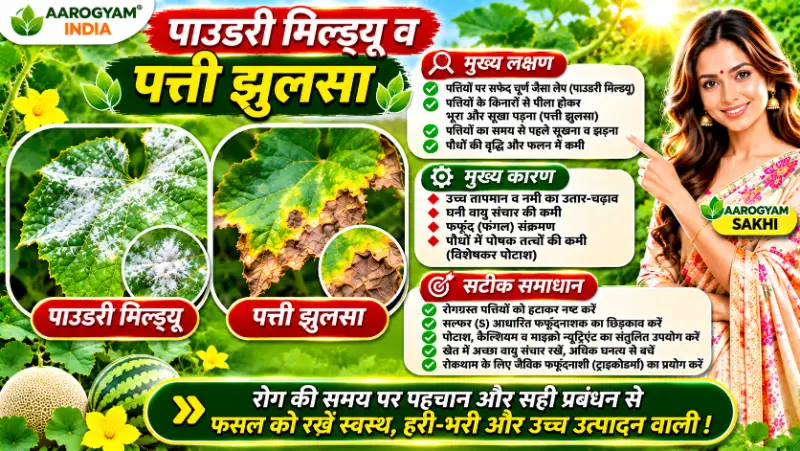 AAROGYAM®
INDIA
पाउडरी मिल्ड्यू व
पत्ती झुलसा
मुख्य लक्षण
पत्तियों पर सफेद चूर्ण जैसा लेप (पाउडरी मिल्ड्यू)
पत्तियों के किनारों से पीला होकर
भूरा और सूखा पड़ना (पत्ती झुलसा)
पत्तियों का समय से पहले सूखना व झड़ना
पौधों की वृद्धि और फलन में कमी
मुख्य कारण
उच्च तापमान व नमी का उतार-चढ़ाव
घनी वायु संचार की कमी
फफूंद (फंगल) संक्रमण
पौधों में पोषक तत्वों की कमी
(विशेषकर पोटाश)
AAROGYAM
SAKHI
सटीक समाधान
रोगग्रस्त पत्तियों को हटाकर नष्ट करें
सल्फर (S) आधारित फफूंदनाशक का छिड़काव करें
पोटाश, कैल्शियम व माइक्रो न्यूट्रिएंट का संतुलित उपयोग करें
खेत में अच्छा वायु संचार रखें, अधिक घनत्व से बचें
रोकथाम के लिए जैविक फफूंदनाशी (ट्राइकोडर्मा) का प्रयोग करें
पाउडरी मिल्ड्यू
पत्ती झुलसा
रोग की समय पर पहचान और सही प्रबंधन से
फसल को रखें स्वस्थ, हरी-भरी और उच्च उत्पादन वाली !